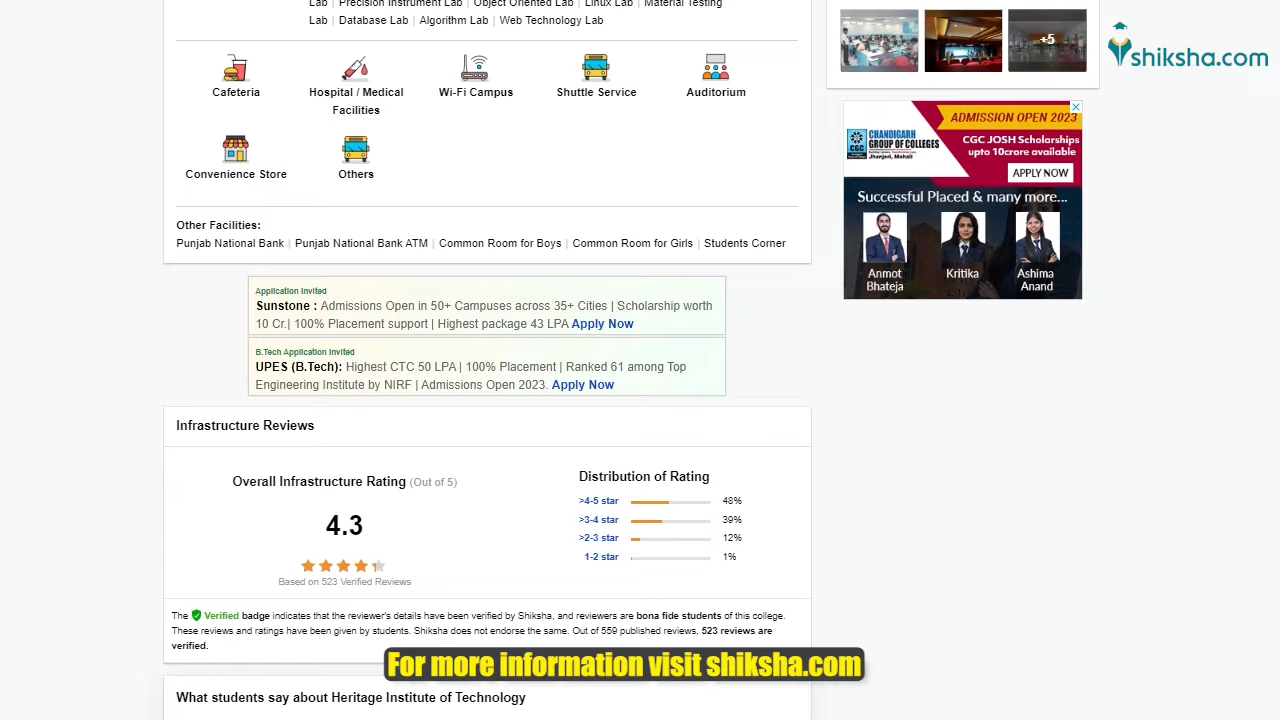 Lab | Precision Instrument Lab | Object Oriented Lab | Linux Lab | Material Testing
Lab | Database Lab | Algorithm Lab | Web Technology Lab
Cafeteria
Hospital / Medical
Facilities
Wi-Fi Campus
Shuttle Service
Auditorium
Convenience Store
Others
Other Facilities:
Punjab National Bank | Punjab National Bank ATM | Common Room for Boys | Common Room for Girls | Students Corner
+5
shiksha.com
ADMISSION OPEN 2023
CHANDIGARH
GROUP OF COLLEGES
Jhanjeri, Mohali
CGC
CGC JOSH Scholarships
upto 10crore available
APPLY NOW
Successful Placed & many more...
Anmot
Bhateja
Kritika
Ashima
Anand
Application Invited
Sunstone : Admissions Open in 50+ Campuses across 35+ Cities | Scholarship worth
10 Cr.| 100% Placement support | Highest package 43 LPA Apply Now
B.Tech Application Invited
UPES (B.Tech): Highest CTC 50 LPA | 100% Placement | Ranked 61 among Top
Engineering Institute by NIRF | Admissions Open 2023. Apply Now
Infrastructure Reviews
Overall Infrastructure Rating (Out of 5)
4.3
Based on 523 Verified Reviews
Distribution of Rating
>4-5 star 48%
>3-4 star 39%
>2-3 star 12%
1-2 star 1%
The Verified badge indicates that the reviewer's details have been verified by Shiksha, and reviewers are bona fide students of this college.
These reviews and ratings have been given by students. Shiksha does not endorse the same. Out of 559 published reviews, 523 reviews are
verified.
For more information visit shiksha.com
What students say about Heritage Institute of Technology